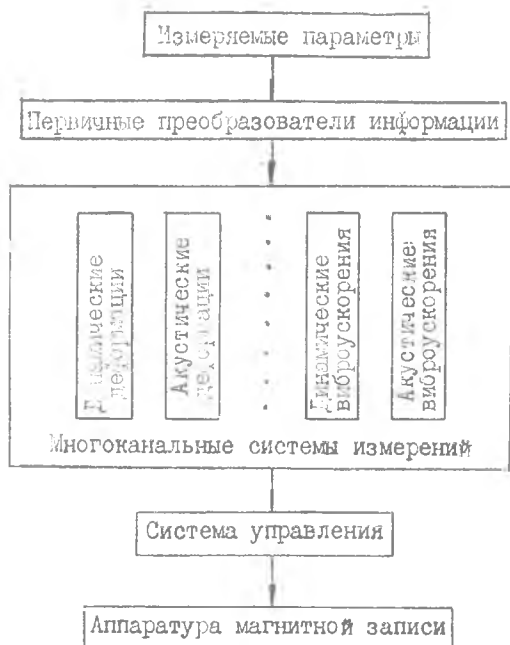 Измеряемые параметры
Первичные преобразователи информации
Динамические
деформации
Акустические
деформации
Динамические
виброускорения
Акустические
виброускорения
Многоканальные системы измерений
Система управления
Аппаратура магнитной записи